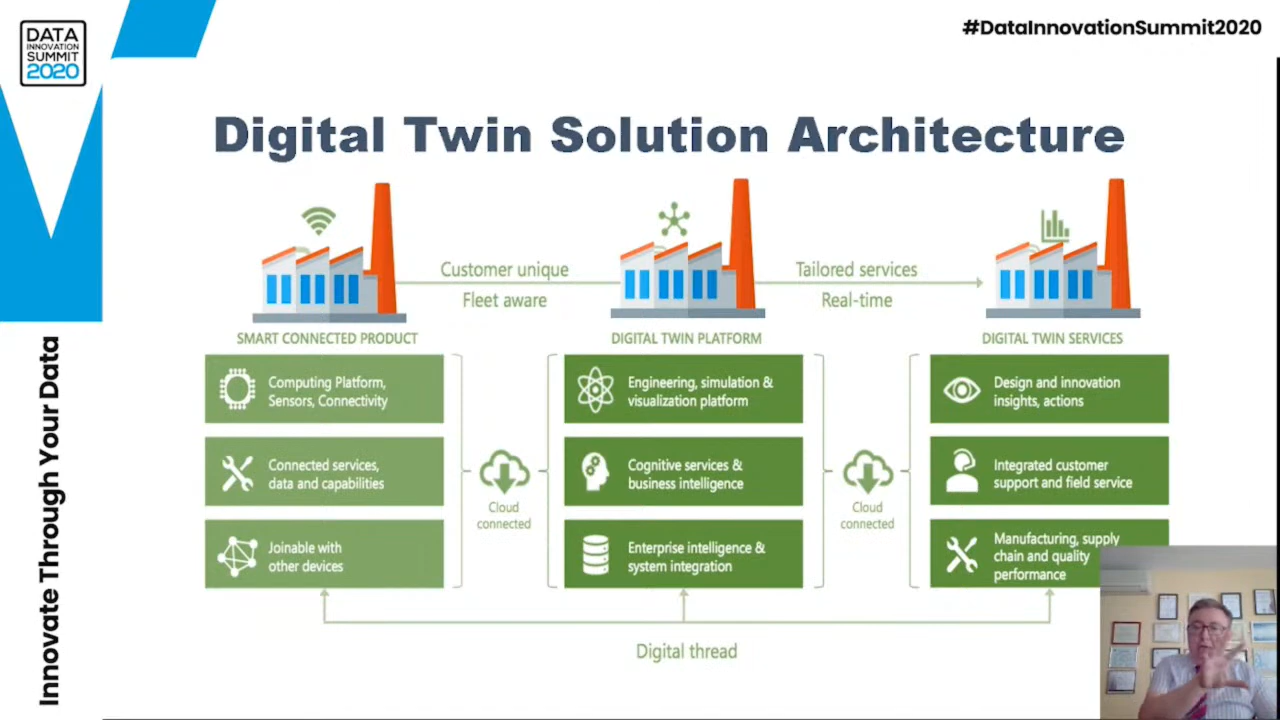 DATA
INNOVATION
SUMMIT
2020
#DataInnovationSummit2020
Innovate Through Your Data
Digital Twin Solution Architecture
Customer unique
Fleet aware
Tailored services
Real-time
SMART CONNECTED PRODUCT
DIGITAL TWIN PLATFORM
DIGITAL TWIN SERVICES
Computing Platform,
Sensors, Connectivity
Connected services,
data and capabilities
Joinable with
other devices
Cloud
connected
Engineering, simulation &
visualization platform
Cognitive services &
business intelligence
Enterprise intelligence &
system integration
Cloud
connected
Design and innovation
insights, actions
Integrated customer
support and field service
Manufacturing, supply
chain and quality
performance
Digital thread